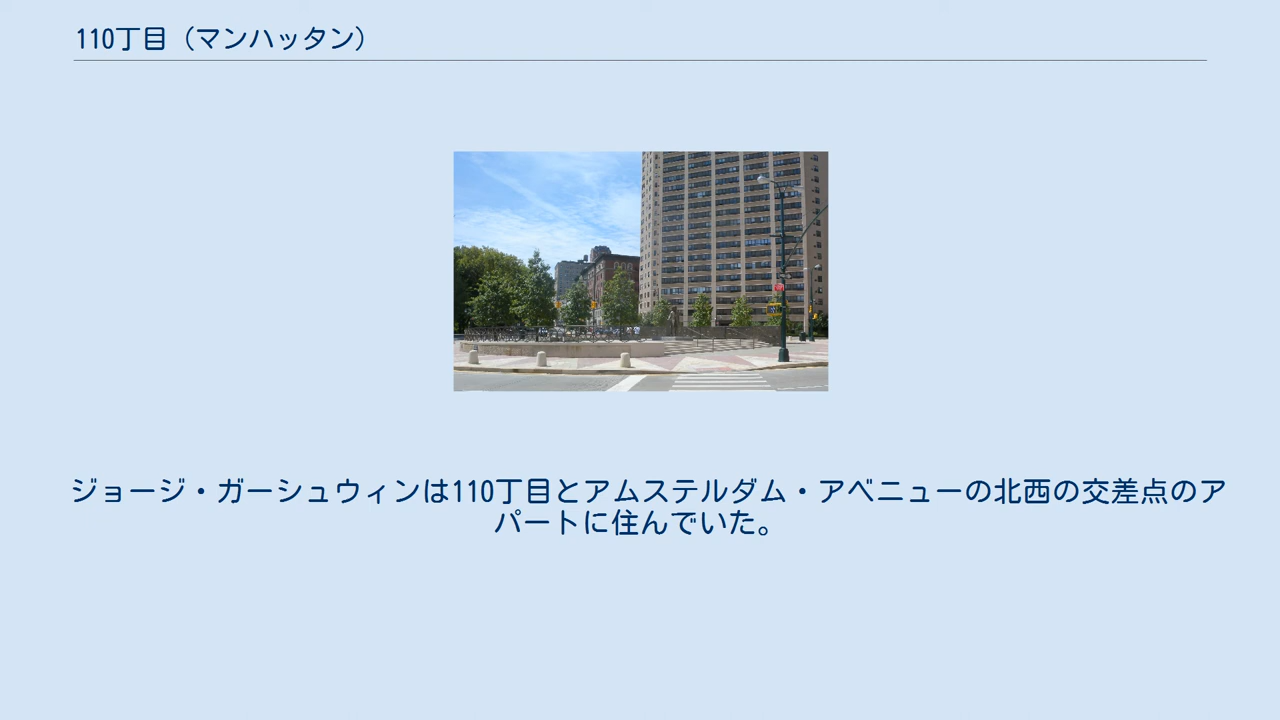 110丁目（マンハッタン）
ジョージ・ガーシュウィンは110丁目とアムステルダム・アベニューの北西の交差点のア
パートに住んでいた。